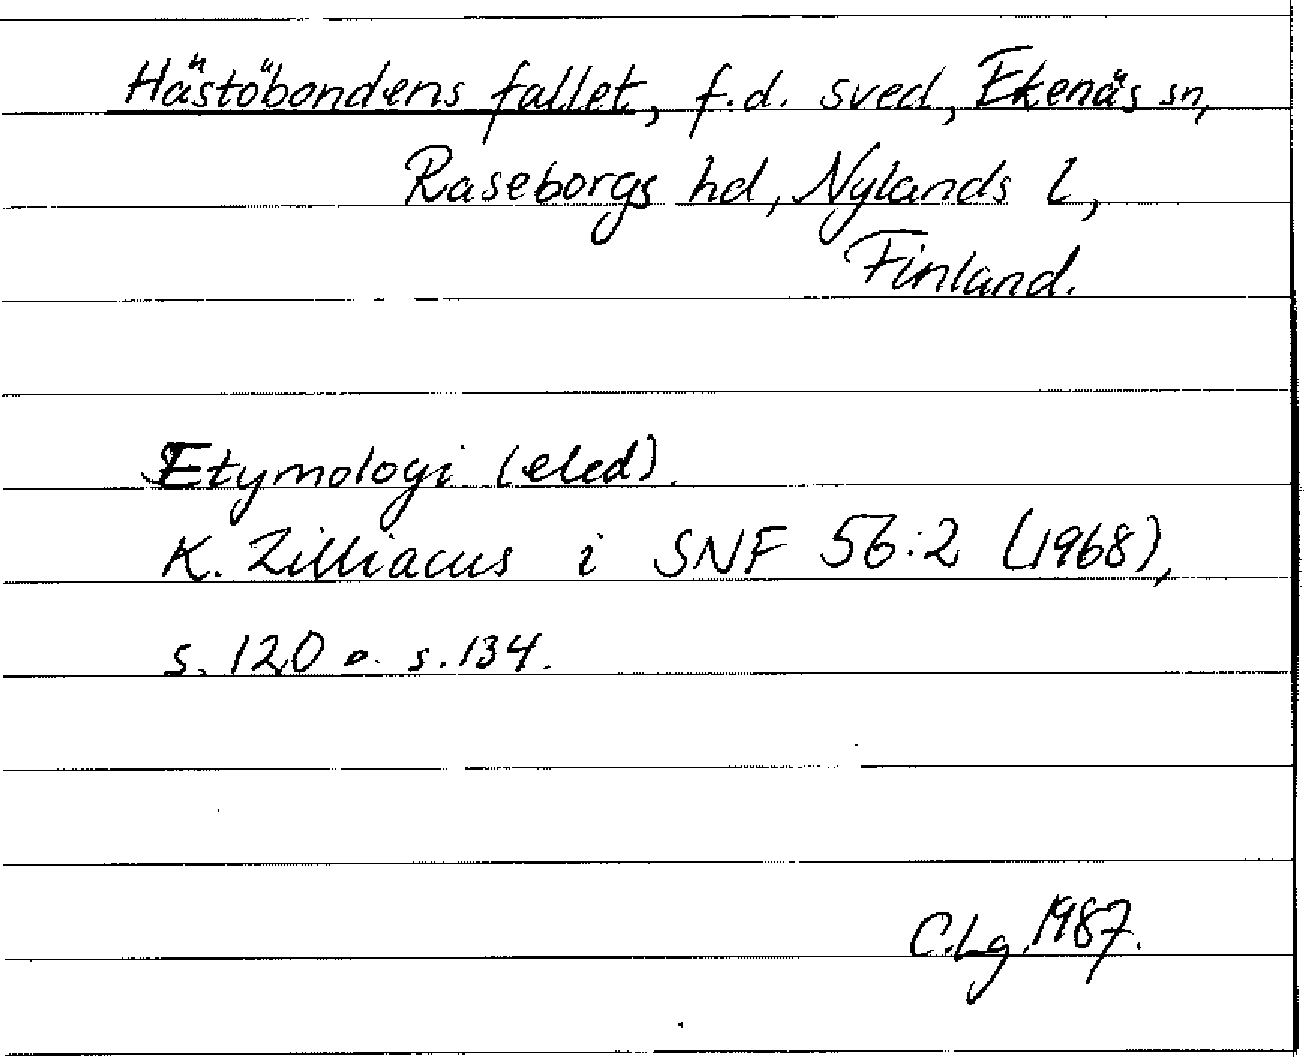 Hästöbondens fallet, f.d. sved, Ekenäs sn,
Raseborgs hd, Nylands l,
Finland.
Etymologi (eled).
K. Zilliacus i SNF 56:2 (1968),
s. 120 o. s. 134.
C.Lg 1987.